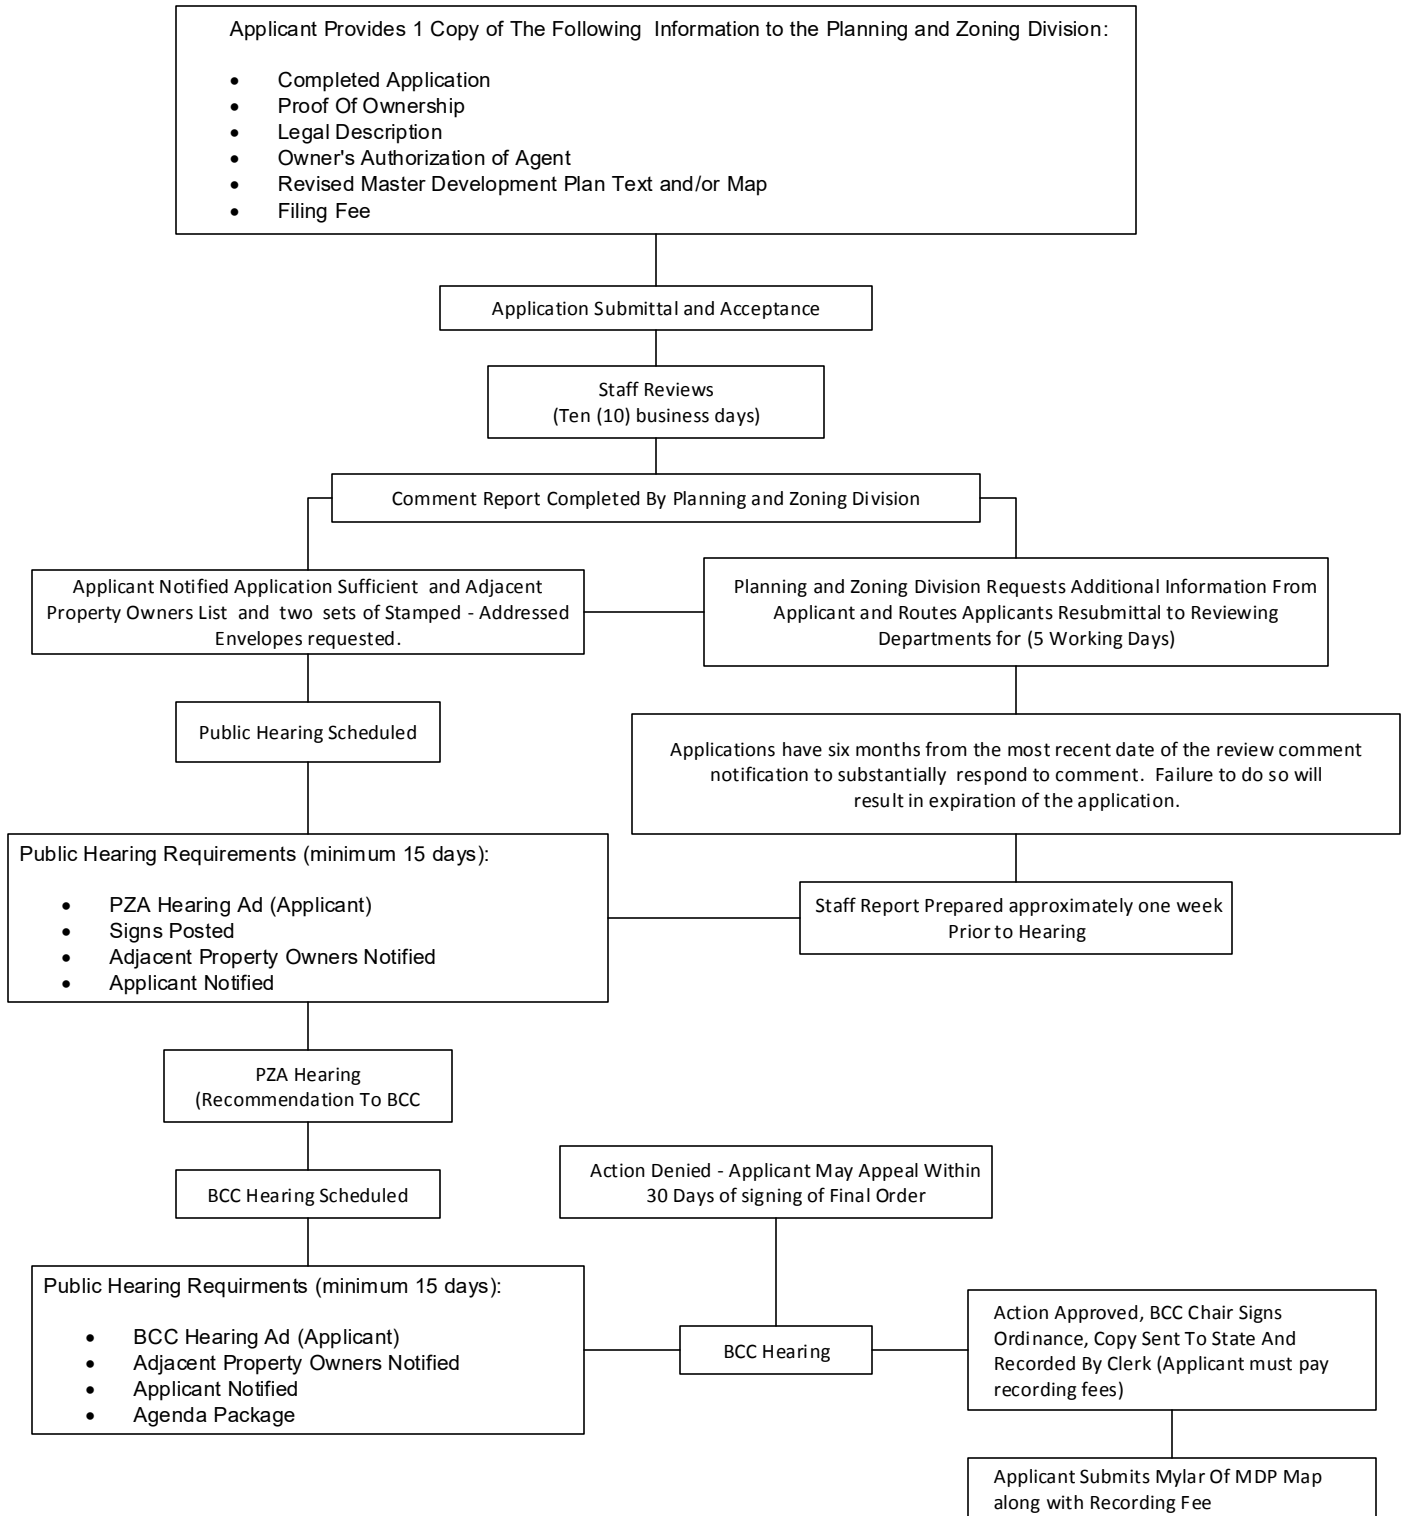 Applicant Provides 1 Copy of The Following Information to the Planning and Zoning Division:
• Completed Application
• Proof Of Ownership
• Legal Description
• Owner's Authorization of Agent
• Revised Master Development Plan Text and/or Map
• Filing Fee
Application Submittal and Acceptance
Staff Reviews
(Ten (10) business days)
Comment Report Completed By Planning and Zoning Division
Applicant Notified Application Sufficient and Adjacent
Property Owners List and two sets of Stamped - Addressed
Envelopes requested.
Planning and Zoning Division Requests Additional Information From
Applicant and Routes Applicants Resubmittal to Reviewing
Departments for (5 Working Days)
Public Hearing Scheduled
Applications have six months from the most recent date of the review comment
notification to substantially respond to comment. Failure to do so will
result in expiration of the application.
Public Hearing Requirements (minimum 15 days):
• PZA Hearing Ad (Applicant)
• Signs Posted
• Adjacent Property Owners Notified
• Applicant Notified
Staff Report Prepared approximately one week
Prior to Hearing
PZA Hearing
(Recommendation To BCC
BCC Hearing Scheduled
Action Denied - Applicant May Appeal Within
30 Days of signing of Final Order
Public Hearing Requirments (minimum 15 days):
• BCC Hearing Ad (Applicant)
• Adjacent Property Owners Notified
• Applicant Notified
• Agenda Package
BCC Hearing
Action Approved, BCC Chair Signs
Ordinance, Copy Sent To State And
Recorded By Clerk (Applicant must pay
recording fees)
Applicant Submits Mylar Of MDP Map
along with Recording Fee